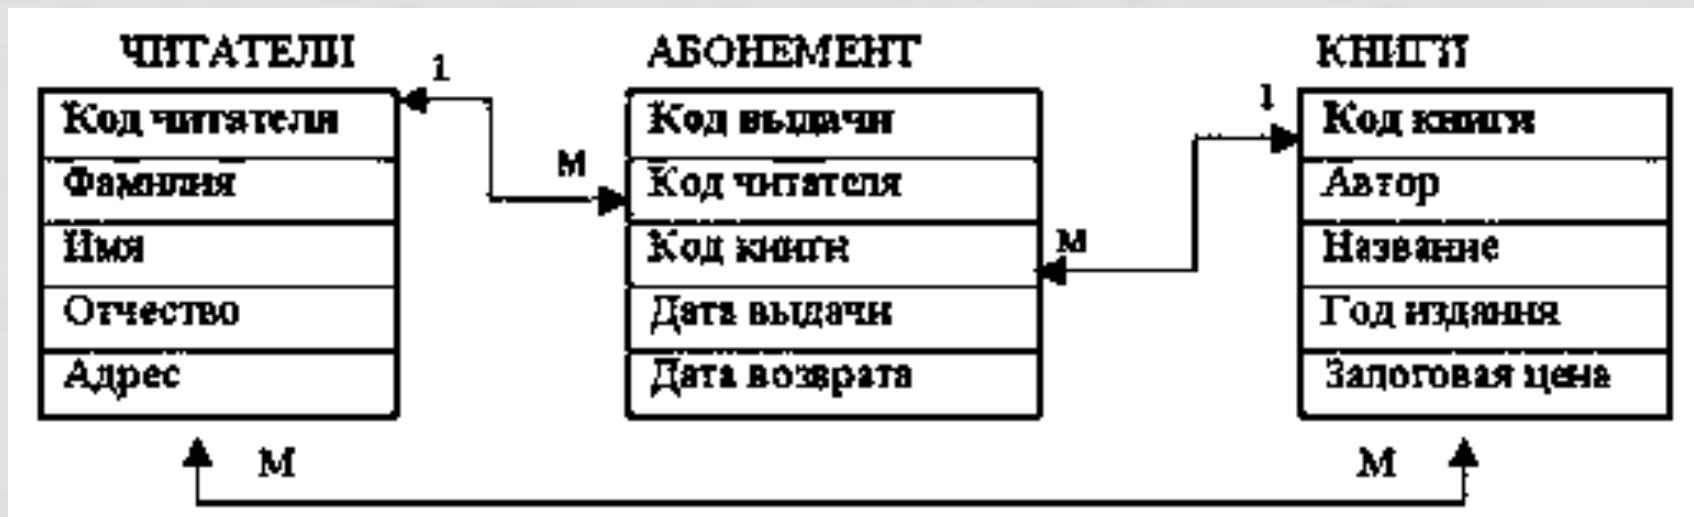 ЧИТАТЕЛИ
1
Код читателя
Фамилия
Имя
Отчество
Адрес
М
АБОНЕМЕНТ
Код выдачи
Код читателя
Код книги
Дата выдачи
Дата возврата
М
КНИГИ
1
Код книги
Автор
Название
Год издания
Залоговая цена
М
М